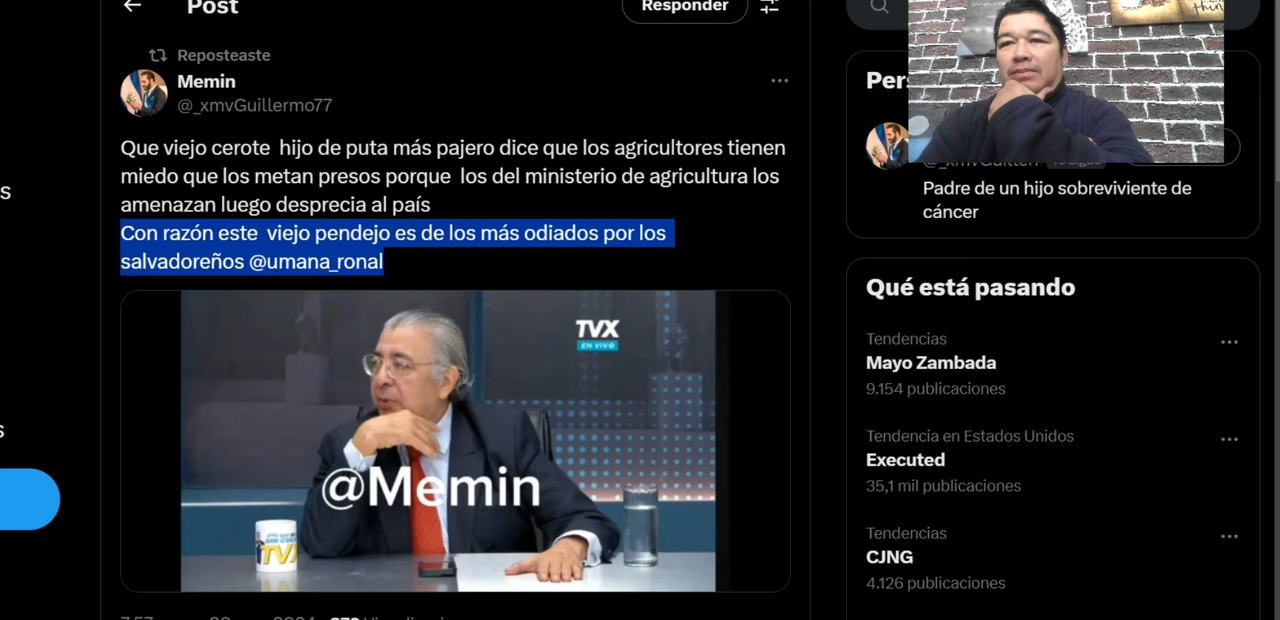 Post
Responder
Reposteaste
Memin
@_xmvGuillermo77
Que viejo cerote hijo de puta más pajero dice que los agricultores tienen
miedo que los metan presos porque los del ministerio de agricultura los
amenazan luego desprecia al país
Con razón este viejo pendejo es de los más odiados por los
salvadoreños @umana_ronal
TVX
EN VIVO
@Memin
TVX
Padre de un hijo sobreviviente de
cáncer
Qué está pasando
Tendencias
Mayo Zambada
9.154 publicaciones
Tendencia en Estados Unidos
Executed
35,1 mil publicaciones
Tendencias
CJNG
4.126 publicaciones